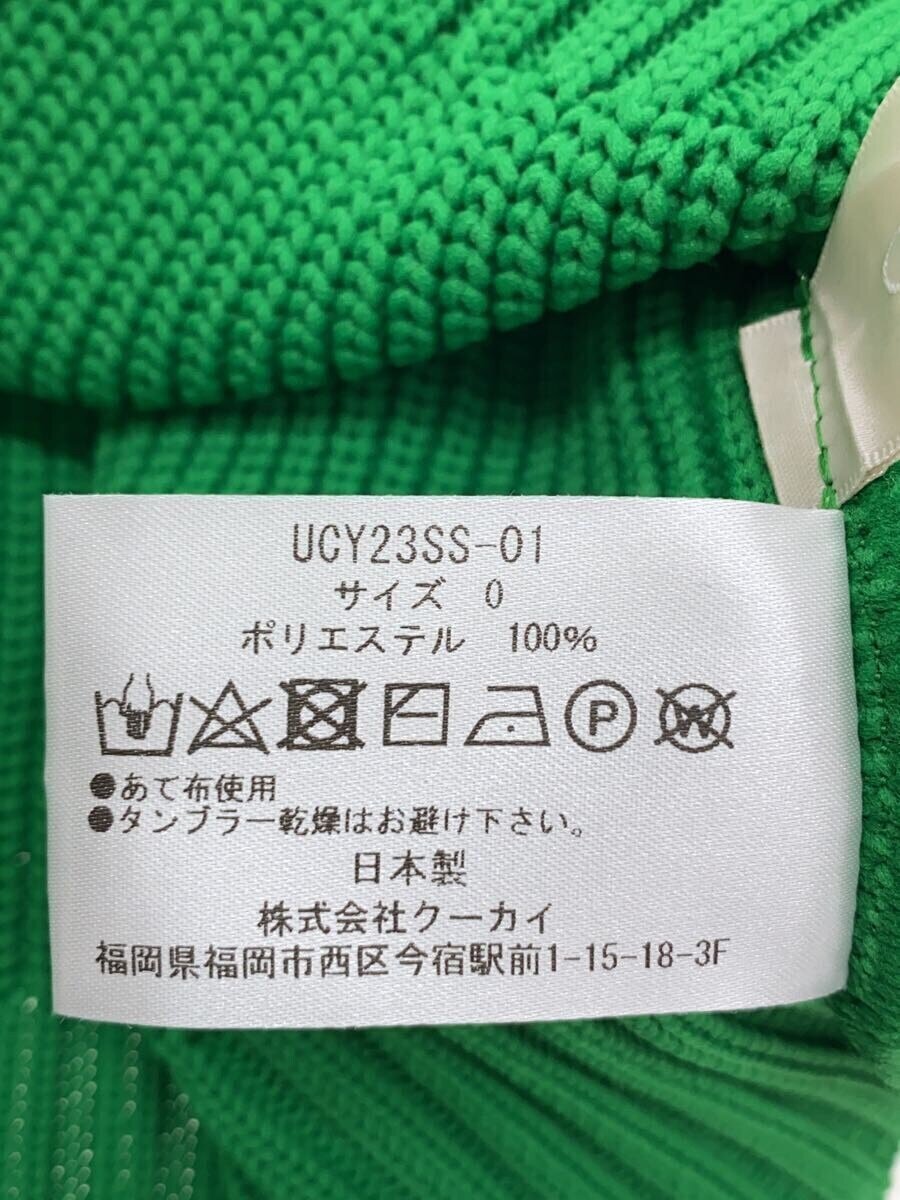 UCY23SS-01
サイズ 0
ポリエステル 100%
P W
●あて布使用
●タンブラー乾燥はお避け下さい。
日本製
株式会社クーカイ
福岡県福岡市西区今宿駅前1-15-18-3F